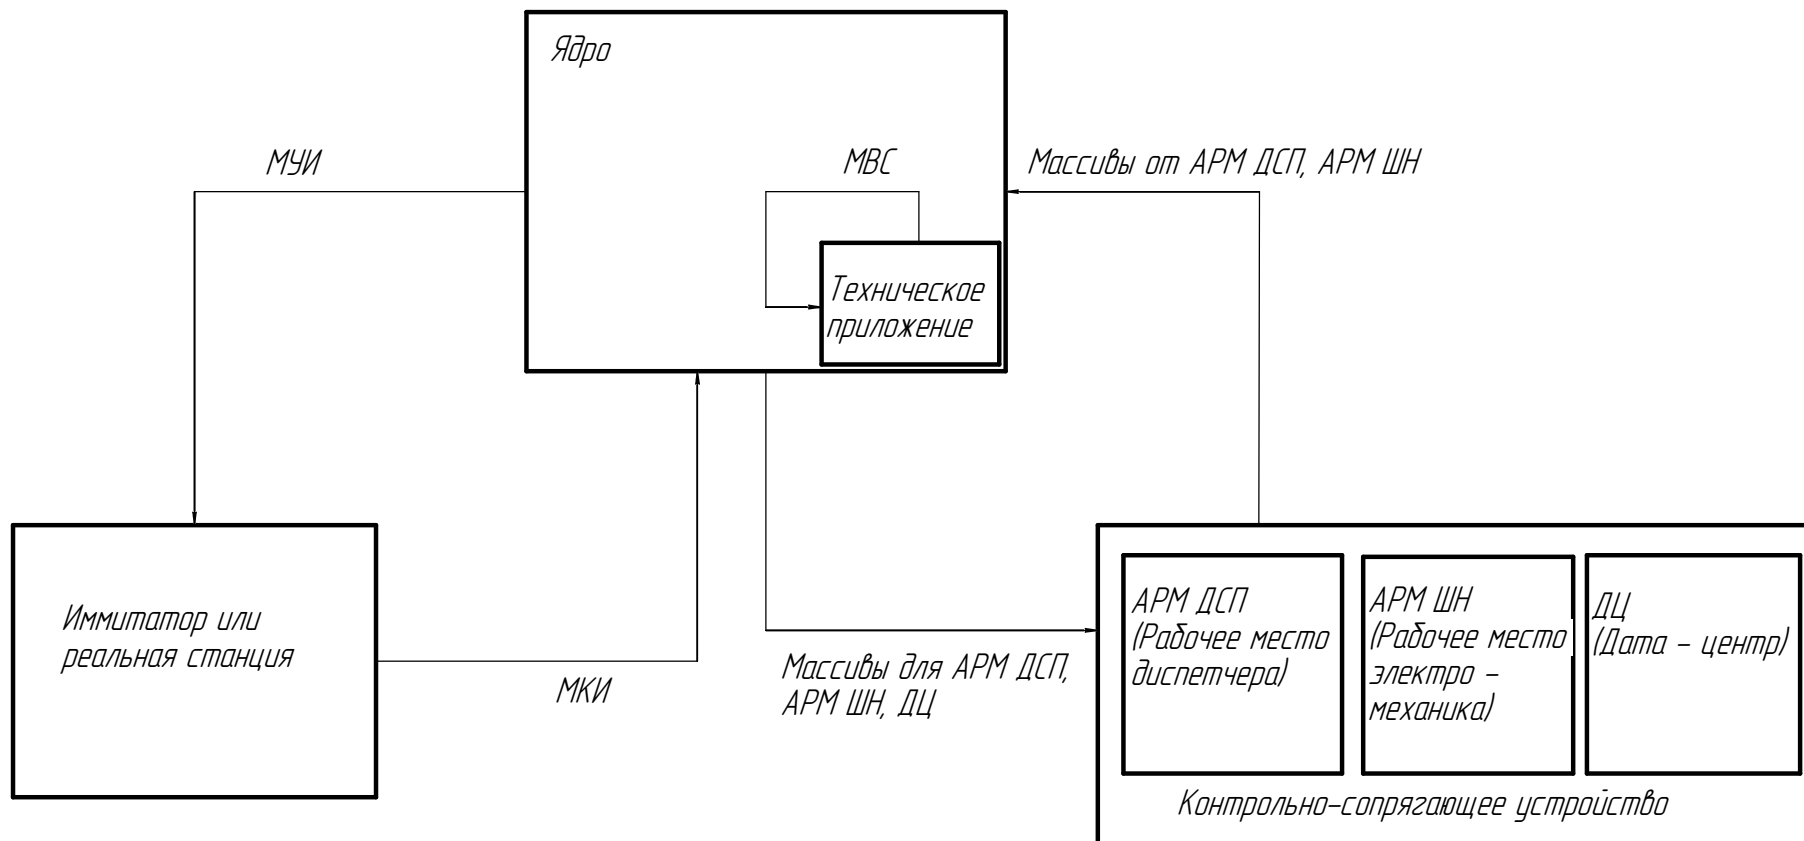 Ядро
МУИ
МВС
Массивы от АРМ ДСП, АРМ ШН
Техническое
приложение
Иммитатор или
реальная станция
МКИ
Массивы для АРМ ДСП,
АРМ ШН, ДЦ
АРМ ДСП
(Рабочее место
диспетчера)
АРМ ШН
(Рабочее место
электро –
механика)
ДЦ
(Дата – центр)
Контрольно-сопрягающее устройство